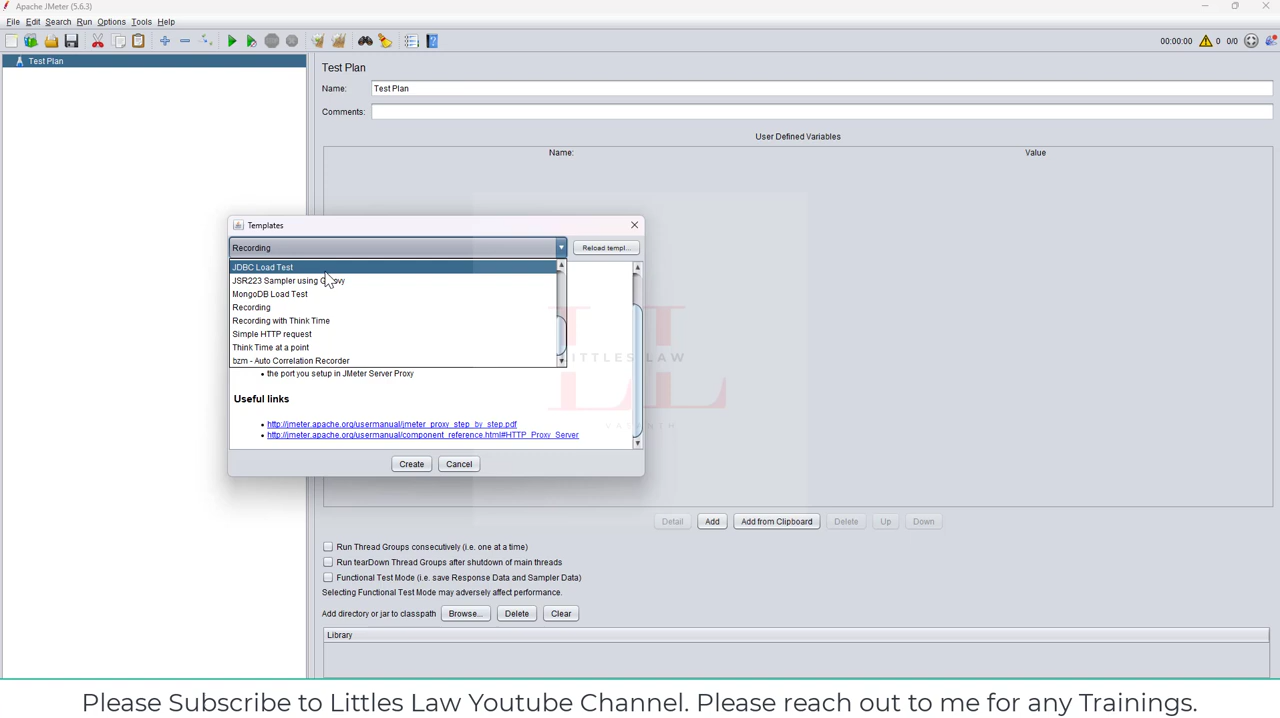 Apache JMeter (5.6.3)
File Edit Search Run Options Tools Help
00:00:00 0 0/0
Test Plan
Test Plan
Name: Test Plan
Comments:
User Defined Variables
Name: Value
Templates
Recording
Reload templ...
JDBC Load Test
JSR223 Sampler using G
MongoDB Load Test
Recording
Recording with Think Time
Simple HTTP request
Think Time at a point
bzm - Auto Correlation Recorder
• the port you setup in JMeter Server Proxy
Useful links
• http://jmeter.apache.org/usermanual/jmeter_proxy_step_by_step.pdf
• http://jmeter.apache.org/usermanual/component_reference.html#HTTP_Proxy_Server
Create Cancel
LITTLES LAW
Detail Add Add from Clipboard Delete Up Down
Run Thread Groups consecutively (i.e. one at a time)
Run tearDown Thread Groups after shutdown of main threads
Functional Test Mode (i.e. save Response Data and Sampler Data)
Selecting Functional Test Mode may adversely affect performance.
Add directory or jar to classpath Browse... Delete Clear
Library
Please Subscribe to Littles Law Youtube Channel. Please reach out to me for any Trainings.